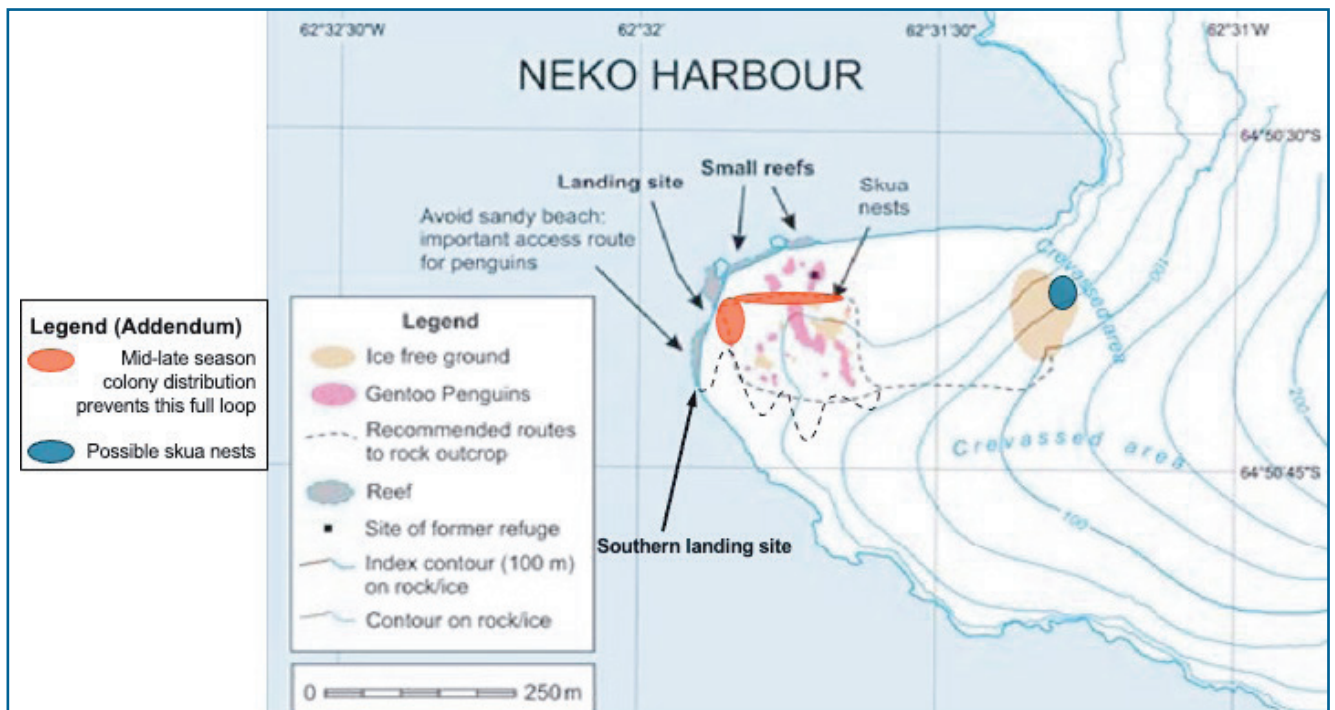 62°32'30"W
62°32'
62°31'30"
62°31'W
NEKO HARBOUR
64°50'30"S
Small reefs
Landing site
Skua
nests
Avoid sandy beach:
important access route
for penguins
Crevassed area
100
Legend (Addendum)
Mid-late season
colony distribution
prevents this full loop
Possible skua nests
Legend
Ice free ground
Gentoo Penguins
Recommended routes
to rock outcrop
Reef
Site of former refuge
Index contour (100 m)
on rock/ice
Contour on rock/ice
200
Crevassed area
64°50'45"S
100
Southern landing site
0 250 m